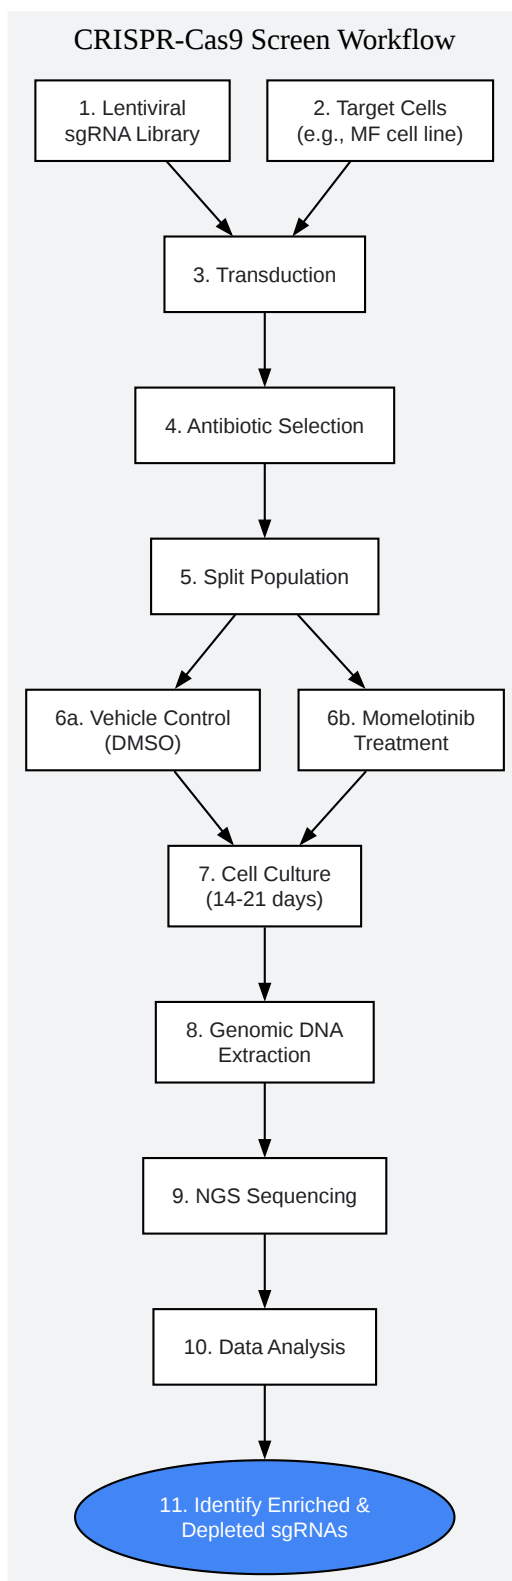 CRISPR-Cas9 Screen Workflow
1. Lentiviral
sgRNA Library
2. Target Cells
(e.g., MF cell line)
3. Transduction
4. Antibiotic Selection
5. Split Population
6a. Vehicle Control
(DMSO)
6b. Momelotinib
Treatment
7. Cell Culture
(14-21 days)
8. Genomic DNA
Extraction
9. NGS Sequencing
10. Data Analysis
11. Identify Enriched &
Depleted sgRNAs